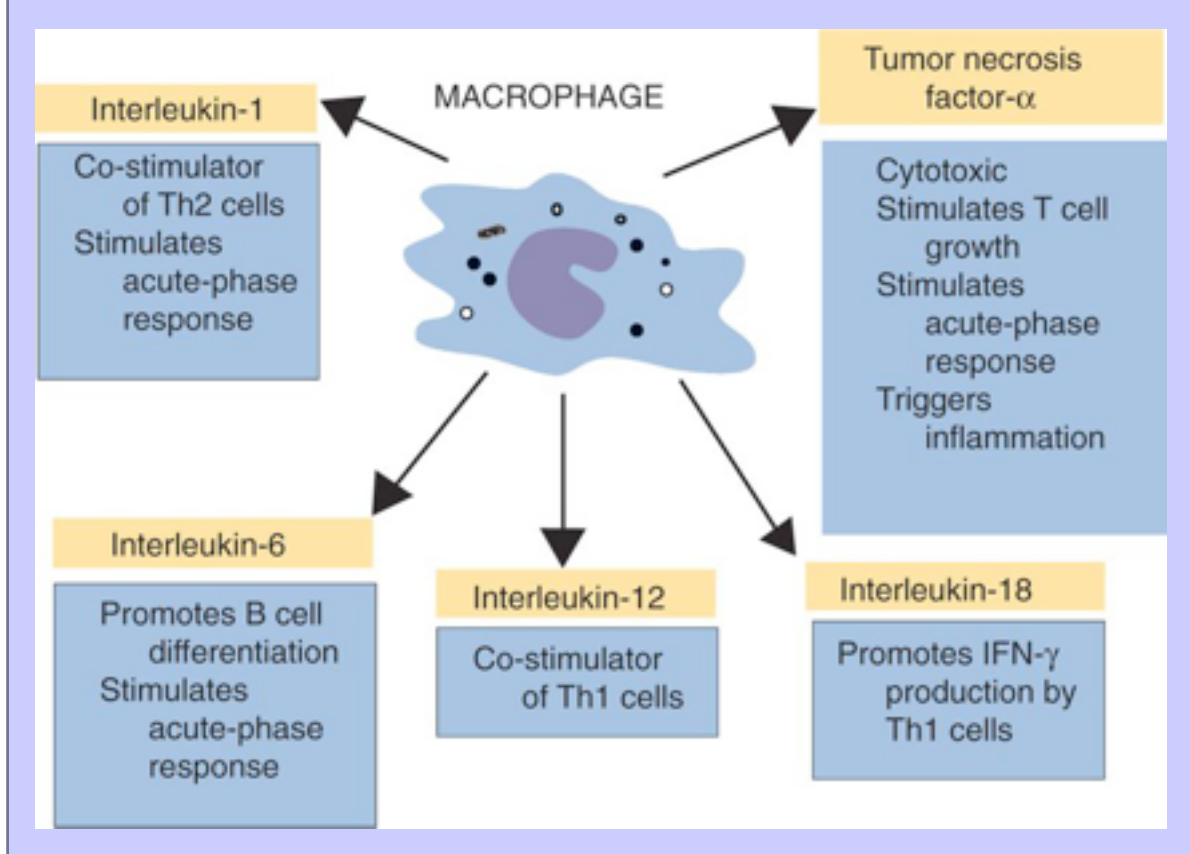 MACROPHAGE
Interleukin-1
Co-stimulator
of Th2 cells
Stimulates
acute-phase
response
Tumor necrosis
factor-α
Cytotoxic
Stimulates T cell
growth
Stimulates
acute-phase
response
Triggers
inflammation
Interleukin-6
Promotes B cell
differentiation
Stimulates
acute-phase
response
Interleukin-12
Co-stimulator
of Th1 cells
Interleukin-18
Promotes IFN-γ
production by
Th1 cells